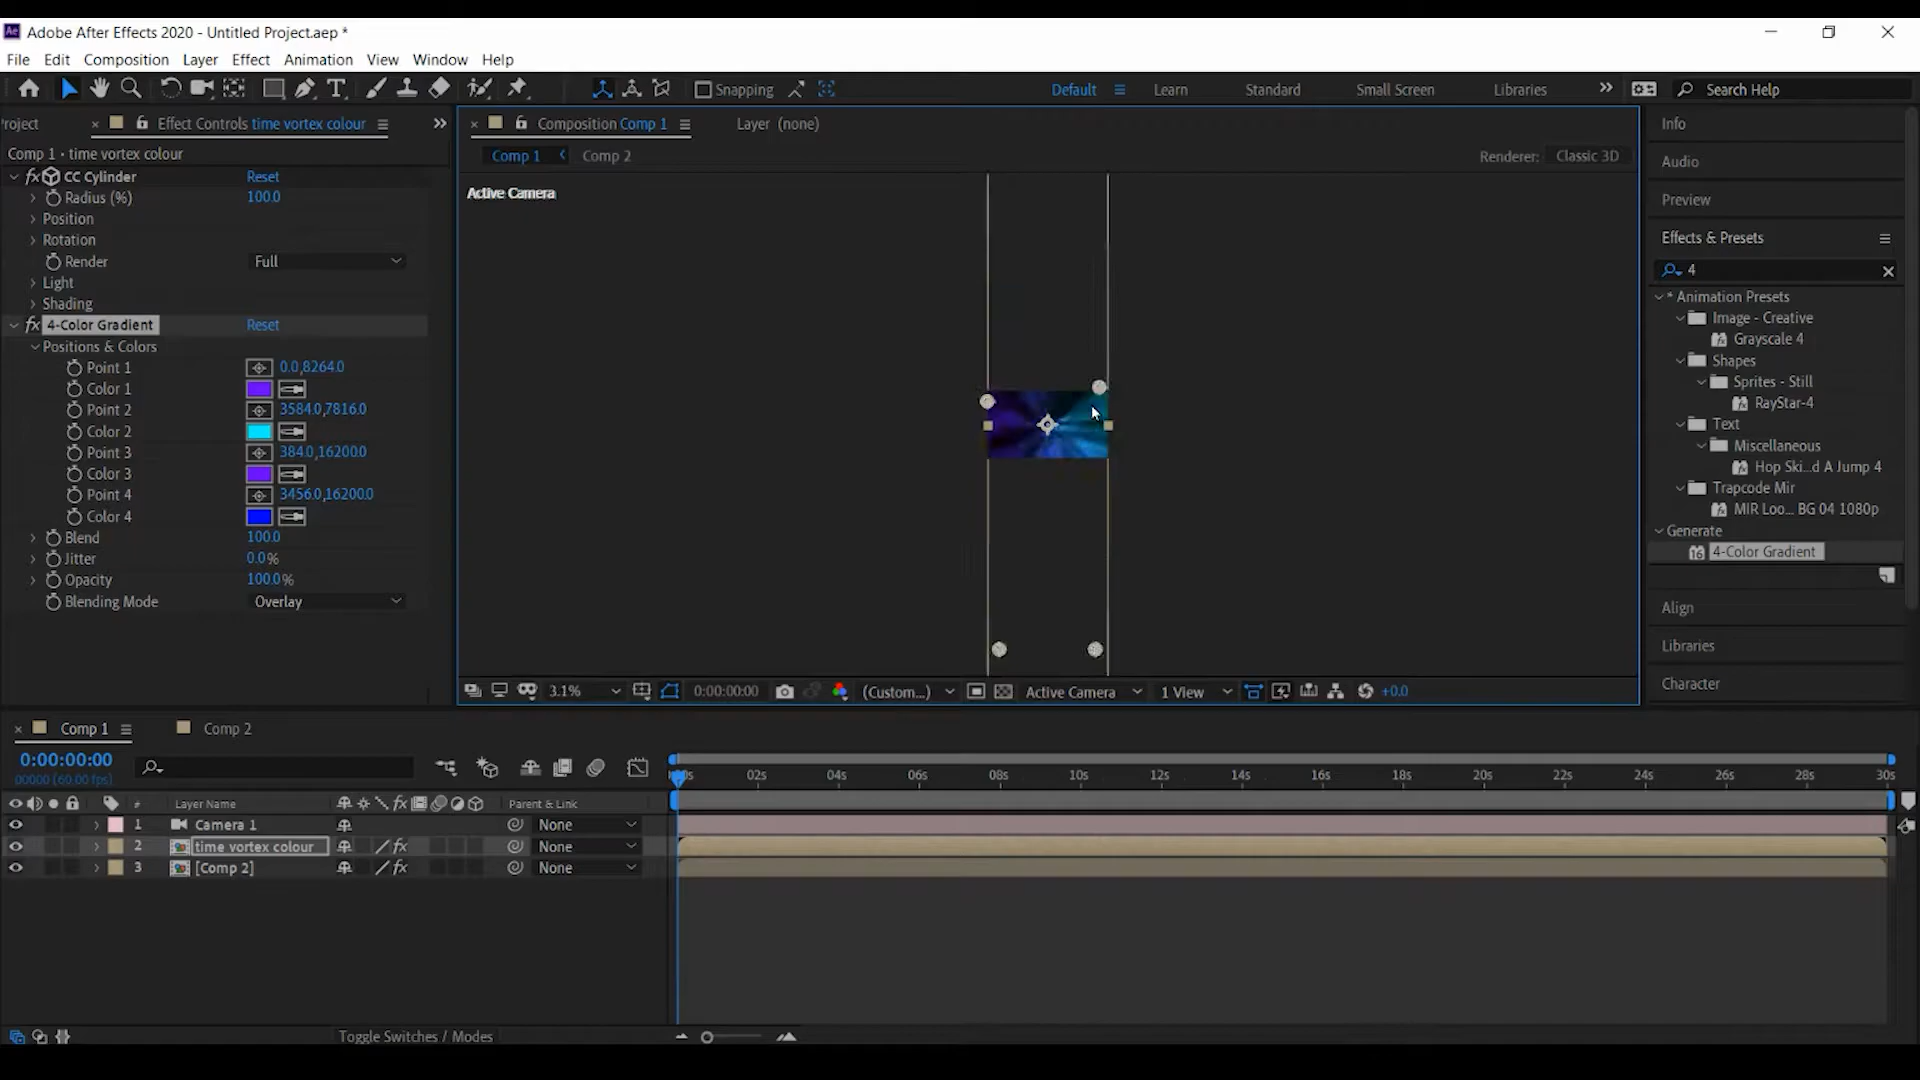 Adobe After Effects 2020 - Untitled Project.aep *
File Edit Composition Layer Effect Animation View Window Help
Snapping
Default Learn Standard Small Screen Libraries
Search Help
roject
Effect Controls time vortex colour
Composition Comp 1
Layer (none)
Comp 1 • time vortex colour
Comp 1 Comp 2
Renderer: Classic 3D
Active Camera
CC Cylinder Reset
Radius (%) 100.0
Position
Rotation
Render Full
Light
Shading
4-Color Gradient Reset
Positions & Colors
Point 1 0.0,8264.0
Color 1
Point 2 3584.0,7816.0
Color 2
Point 3 384.0,16200.0
Color 3
Point 4 3456.0,16200.0
Color 4
Blend 100.0
Jitter 0.0%
Opacity 100.0%
Blending Mode Overlay
3.1% 0:00:00:00 (Custom...) Active Camera 1 View +0.0
Info
Audio
Preview
Effects & Presets
4
* Animation Presets
Image - Creative
Grayscale 4
Shapes
Sprites - Still
RayStar-4
Text
Miscellaneous
Hop Ski...d A Jump 4
Trapcode Mir
MIR Loo... BG 04 1080p
Generate
4-Color Gradient
Align
Libraries
Character
Comp 1 Comp 2
0:00:00:00
00000 (60.00 fps)
02s 04s 06s 08s 10s 12s 14s 16s 18s 20s 22s 24s 26s 28s 30s
# Layer Name Parent & Link
1 Camera 1 None
2 time vortex colour None
3 [Comp 2] None
Toggle Switches / Modes